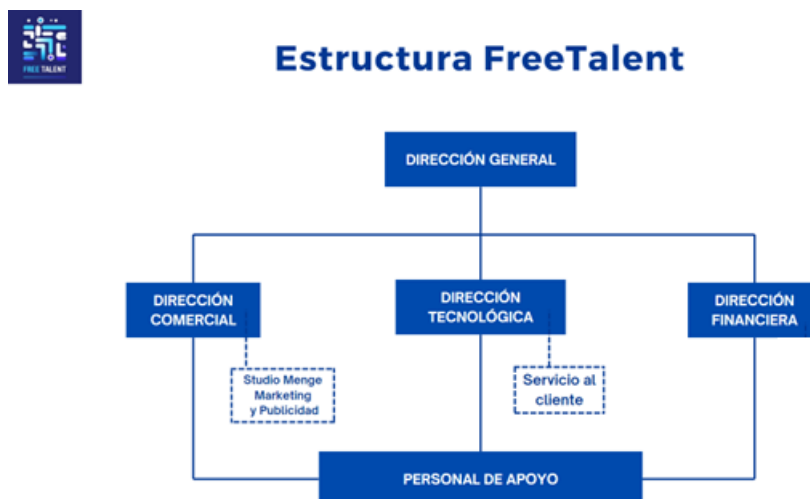 FREE TALENT
Estructura FreeTalent
DIRECCIÓN GENERAL
DIRECCIÓN
COMERCIAL
DIRECCIÓN
TECNOLÓGICA
DIRECCIÓN
FINANCIERA
Studio Menge
Marketing
y Publicidad
Servicio al
cliente
PERSONAL DE APOYO